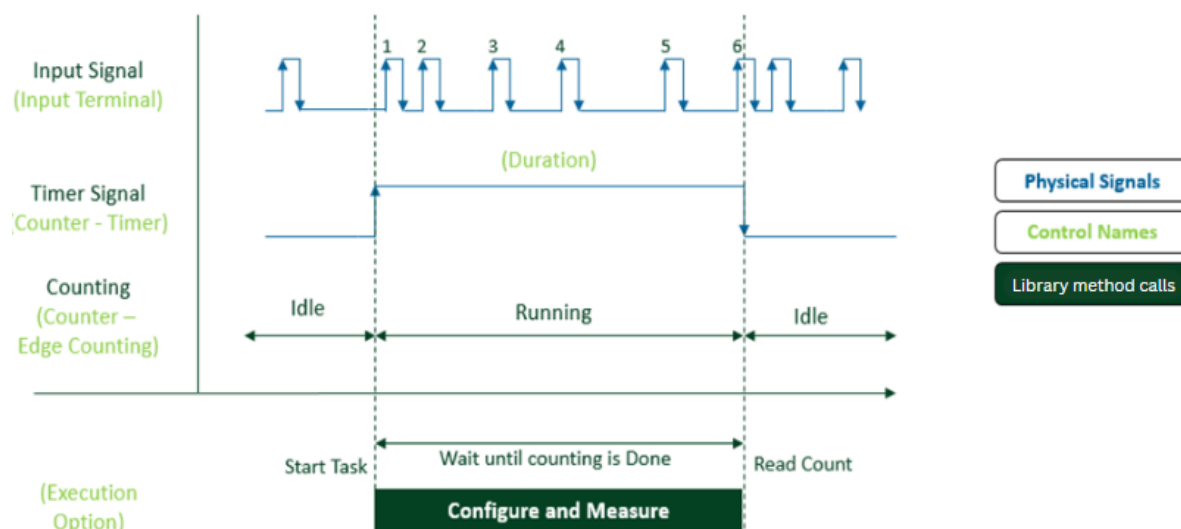 1 2 3 4 5 6
Input Signal
(Input Terminal)
(Duration)
Timer Signal
(Counter - Timer)
Physical Signals
Control Names
Library method calls
Counting
(Counter –
Edge Counting)
Idle
Running
Idle
Start Task
Wait until counting is Done
Read Count
(Execution
Option)
Configure and Measure